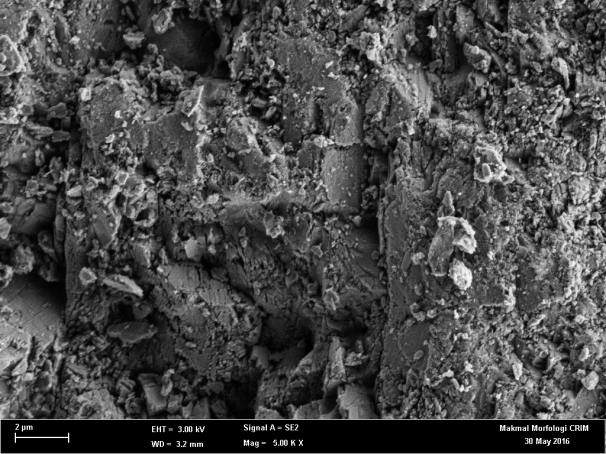 2 µm
EHT = 3.00 kV
Signal A = SE2
Makmal Morfologi CRIM
WD = 3.2 mm
Mag = 5.00 K X
30 May 2016